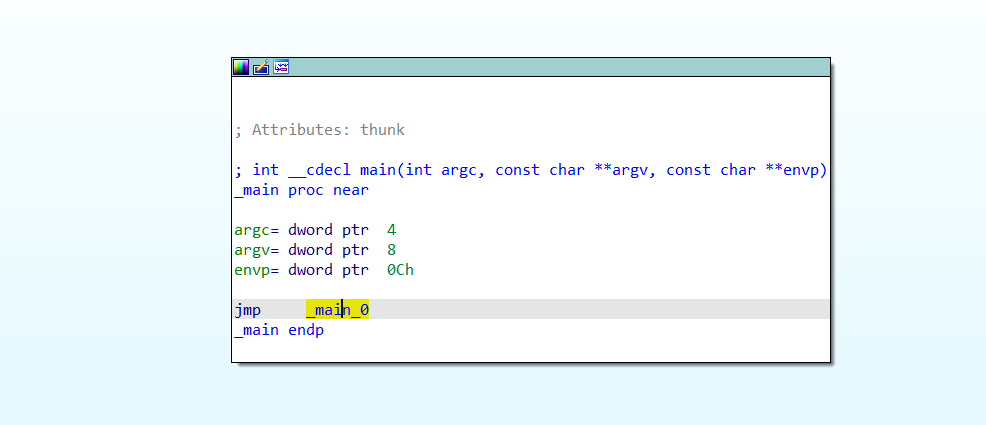 ; Attributes: thunk
; int __cdecl main(int argc, const char **argv, const char **envp)
_main proc near
argc= dword ptr  4
argv= dword ptr  8
envp= dword ptr  0Ch
jmp     _main_0
_main endp